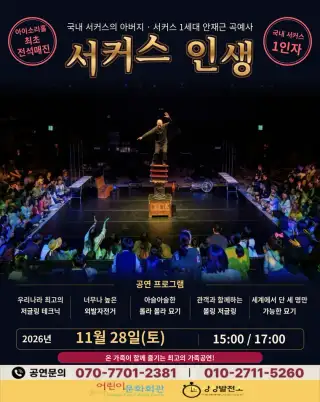 국내 서커스의 아버지 · 서커스 1세대 안재근 곡예사
아이소리홀
최초
전석매진
서커스 인생
국내 서커스
1인자
공연 프로그램
우리나라 최고의
저글링 테크닉
너무나 높은
외발자전거
아슬아슬한
롤라 롤라 묘기
관객과 함께하는
볼링 저글링
세계에서 단 세 명만
가능한 묘기
2026년
11월 28일(토)
15:00 / 17:00
온 가족이 함께 즐기는 최고의 가족공연!
공연문의
070-7701-2381
010-2711-5260
어린이문화회관
발전소